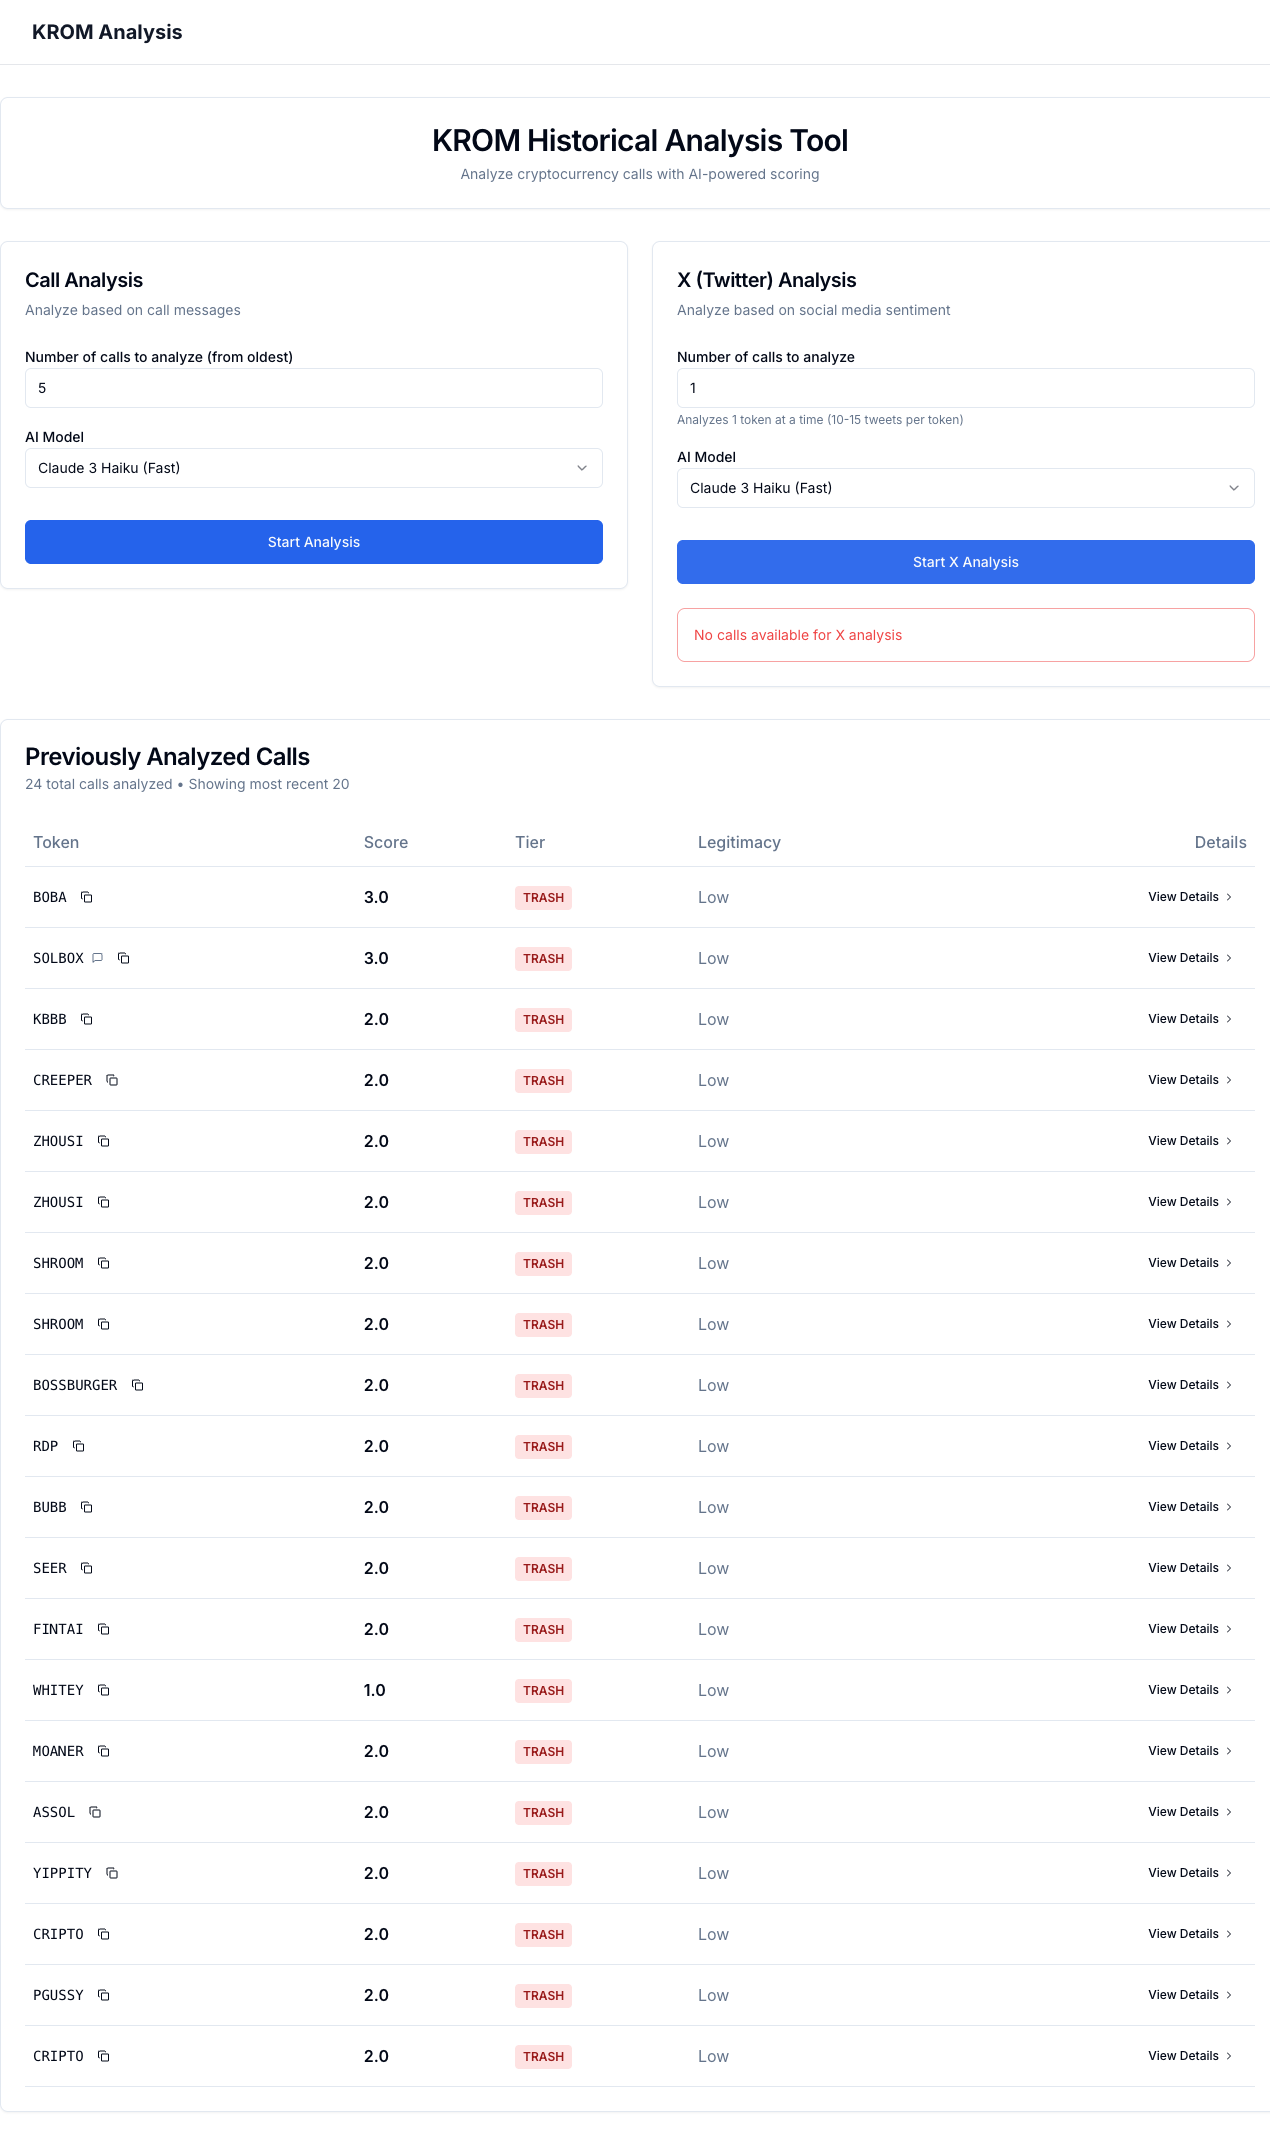 KROM Analysis
KROM Historical Analysis Tool
Analyze cryptocurrency calls with AI-powered scoring
Call Analysis
Analyze based on call messages
Number of calls to analyze (from oldest)
5
AI Model
Claude 3 Haiku (Fast)
Start Analysis
X (Twitter) Analysis
Analyze based on social media sentiment
Number of calls to analyze
1
Analyzes 1 token at a time (10-15 tweets per token)
AI Model
Claude 3 Haiku (Fast)
Start X Analysis
No calls available for X analysis
Previously Analyzed Calls
24 total calls analyzed • Showing most recent 20
Token Score Tier Legitimacy Details
BOBA 3.0 TRASH Low View Details
SOLBOX 3.0 TRASH Low View Details
KBBB 2.0 TRASH Low View Details
CREEPER 2.0 TRASH Low View Details
ZHOUSI 2.0 TRASH Low View Details
ZHOUSI 2.0 TRASH Low View Details
SHROOM 2.0 TRASH Low View Details
SHROOM 2.0 TRASH Low View Details
BOSSBURGER 2.0 TRASH Low View Details
RDP 2.0 TRASH Low View Details
BUBB 2.0 TRASH Low View Details
SEER 2.0 TRASH Low View Details
FINTAI 2.0 TRASH Low View Details
WHITEY 1.0 TRASH Low View Details
MOANER 2.0 TRASH Low View Details
ASSOL 2.0 TRASH Low View Details
YIPPITY 2.0 TRASH Low View Details
CRIPTO 2.0 TRASH Low View Details
PGUSSY 2.0 TRASH Low View Details
CRIPTO 2.0 TRASH Low View Details